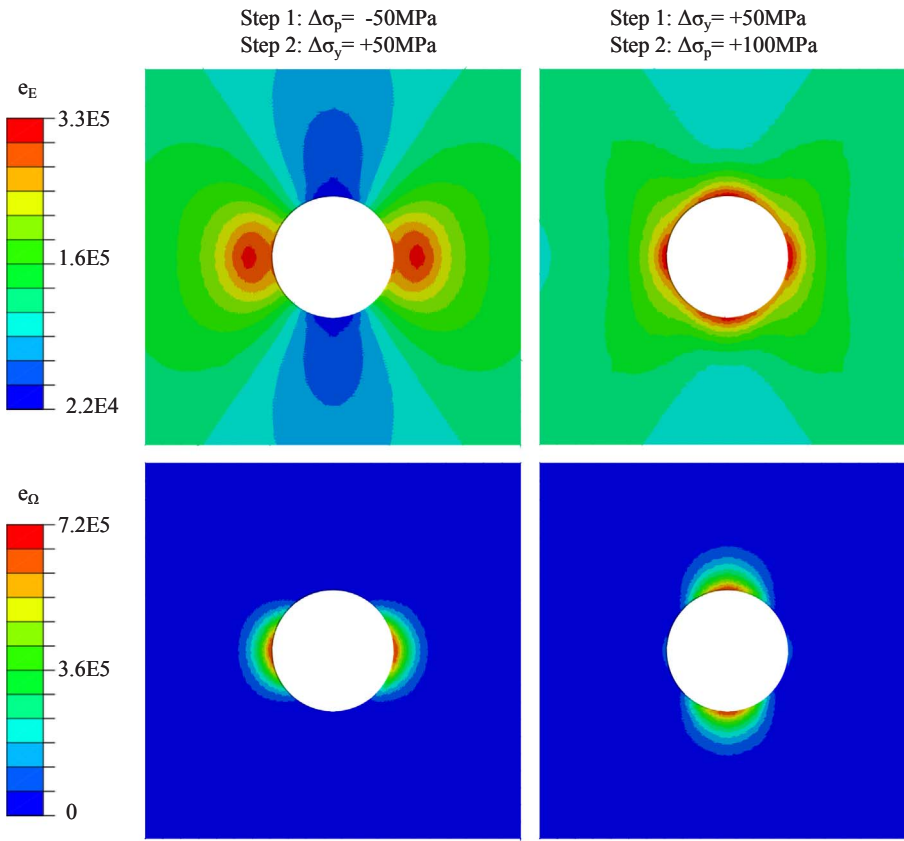 Step 1: Δσp= -50MPa
Step 2: Δσy= +50MPa
Step 1: Δσy= +50MPa
Step 2: Δσp= +100MPa
eE
3.3E5
1.6E5
2.2E4
eΩ
7.2E5
3.6E5
0